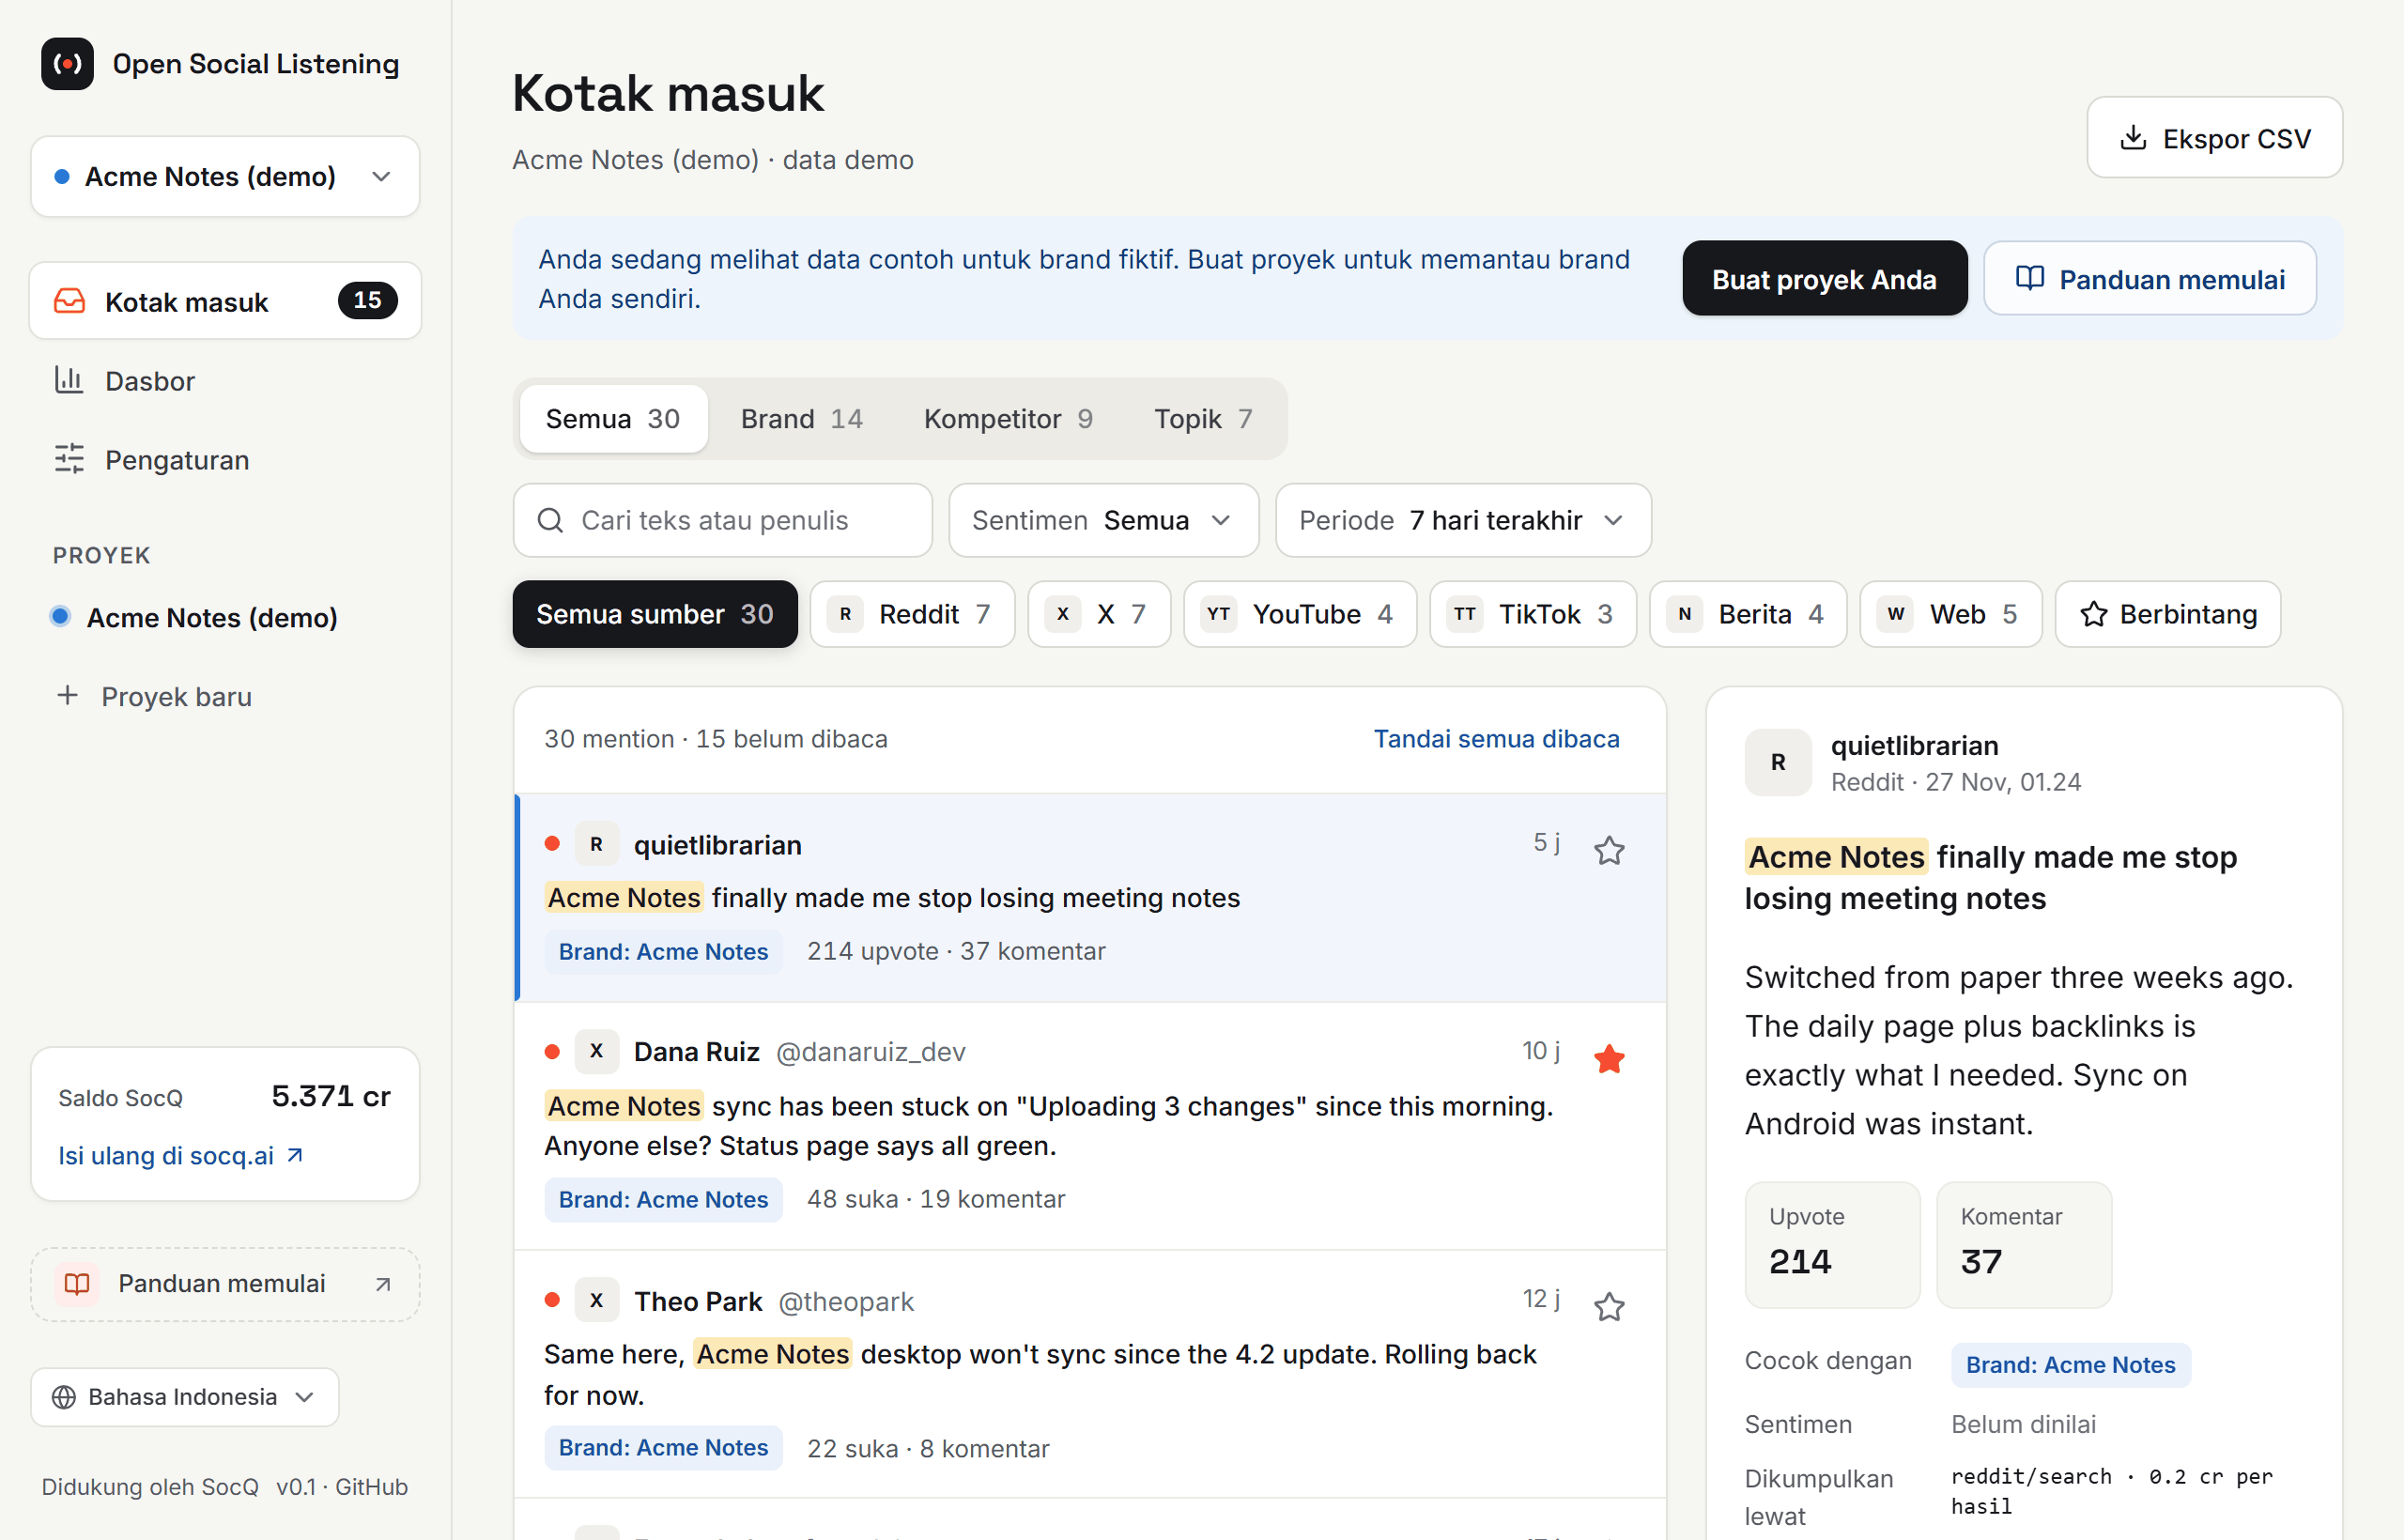 Open Social Listening
Acme Notes (demo)
Kotak masuk 15
Dasbor
Pengaturan
PROYEK
Acme Notes (demo)
Proyek baru
Saldo SocQ 5.371 cr
Isi ulang di socq.ai
Panduan memulai
Bahasa Indonesia
Didukung oleh SocQ v0.1 · GitHub
Kotak masuk
Acme Notes (demo) · data demo
Ekspor CSV
Anda sedang melihat data contoh untuk brand fiktif. Buat proyek untuk memantau brand
Anda sendiri.
Buat proyek Anda
Panduan memulai
Semua 30 Brand 14 Kompetitor 9 Topik 7
Cari teks atau penulis Sentimen Semua Periode 7 hari terakhir
Semua sumber 30 R Reddit 7 X X 7 YT YouTube 4 TT TikTok 3 N Berita 4 W Web 5 Berbintang
30 mention · 15 belum dibaca Tandai semua dibaca
R quietlibrarian 5 j
Acme Notes finally made me stop losing meeting notes
Brand: Acme Notes 214 upvote · 37 komentar
X Dana Ruiz @danaruiz_dev 10 j
Acme Notes sync has been stuck on "Uploading 3 changes" since this morning.
Anyone else? Status page says all green.
Brand: Acme Notes 48 suka · 19 komentar
X Theo Park @theopark 12 j
Same here, Acme Notes desktop won't sync since the 4.2 update. Rolling back
for now.
Brand: Acme Notes 22 suka · 8 komentar
R quietlibrarian
Reddit · 27 Nov, 01.24
Acme Notes finally made me stop
losing meeting notes
Switched from paper three weeks ago.
The daily page plus backlinks is
exactly what I needed. Sync on
Android was instant.
Upvote Komentar
214 37
Cocok dengan Brand: Acme Notes
Sentimen Belum dinilai
Dikumpulkan lewat
reddit/search · 0.2 cr per
hasil